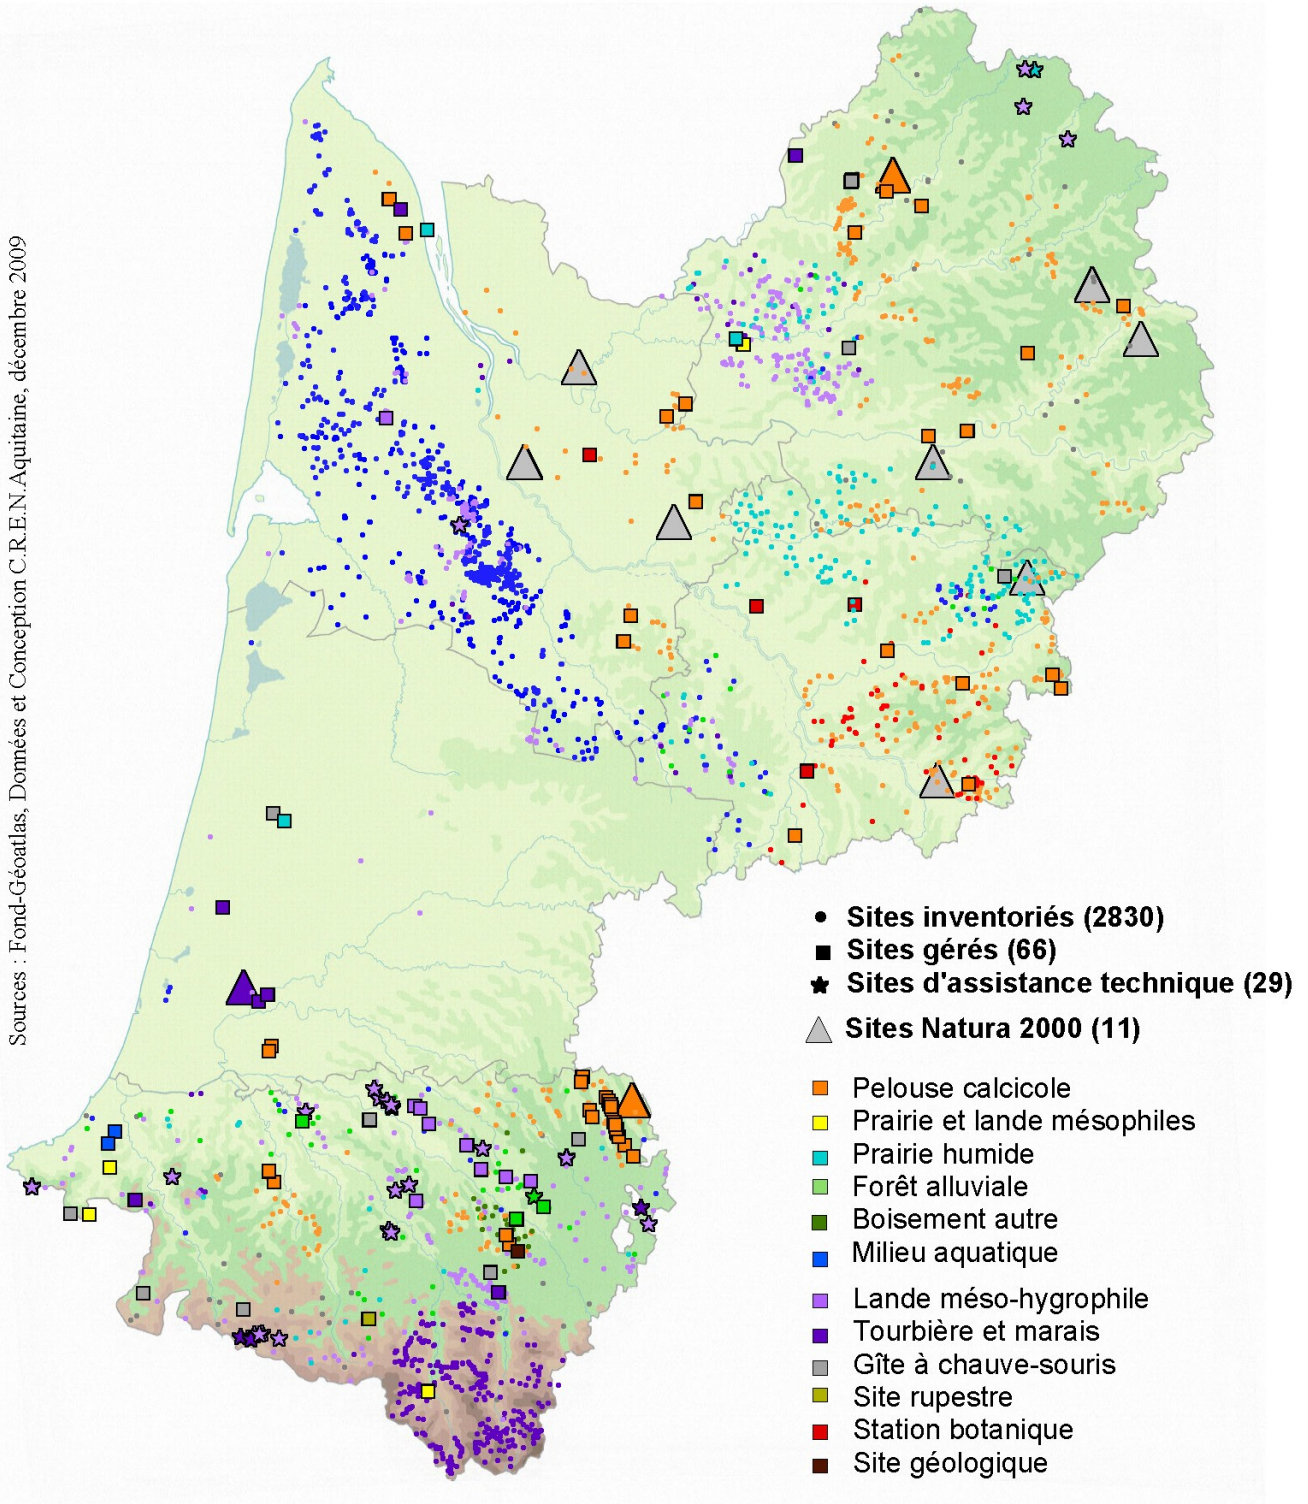 Sources : Fond-Géoatlas, Données et Conception C.R.E.N.Aquitaine, décembre 2009
Sites inventoriés (2830)
Sites gérés (66)
Sites d'assistance technique (29)
Sites Natura 2000 (11)
Pelouse calcicole
Prairie et lande mésophiles
Prairie humide
Forêt alluviale
Boisement autre
Milieu aquatique
Lande méso-hygrophile
Tourbière et marais
Gîte à chauve-souris
Site rupestre
Station botanique
Site géologique